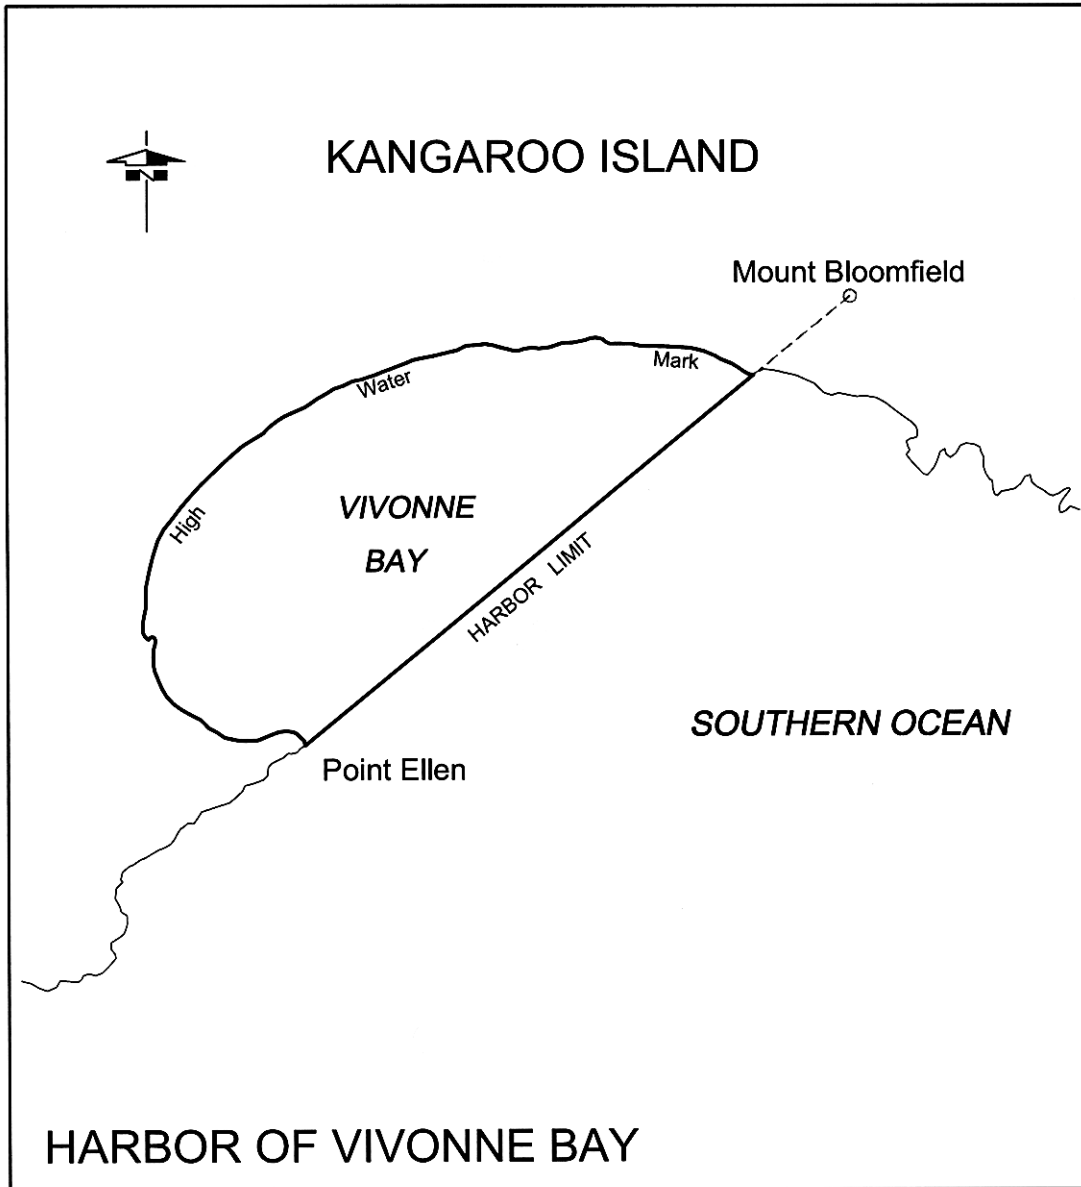 KANGAROO ISLAND
N
Mount Bloomfield
High Water Mark
VIVONNE
BAY
HARBOR LIMIT
SOUTHERN OCEAN
Point Ellen
HARBOR OF VIVONNE BAY